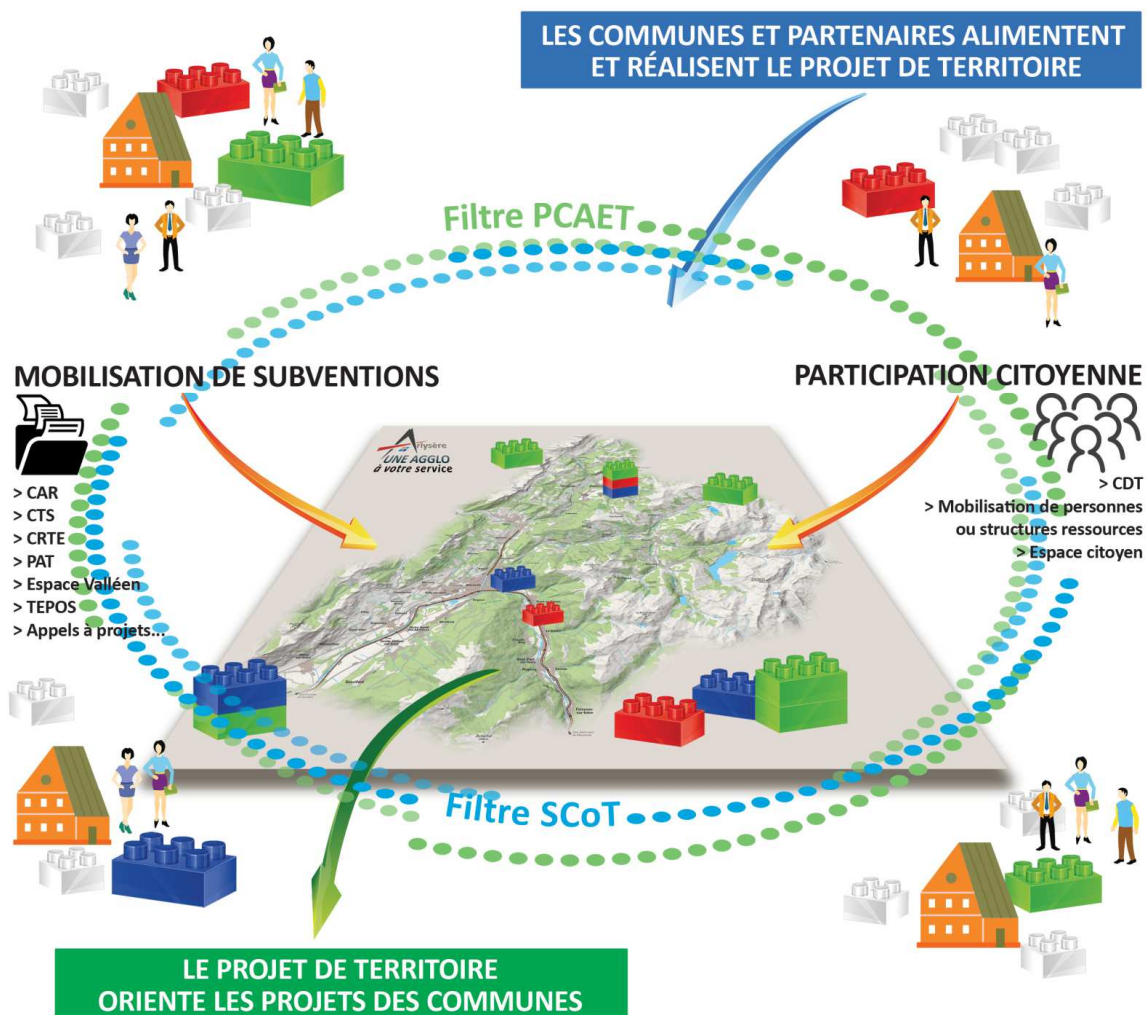 LES COMMUNES ET PARTENAIRES ALIMENTENT
ET RÉALISENT LE PROJET DE TERRITOIRE
Filtre PCAET
MOBILISATION DE SUBVENTIONS
> CAR
> CTS
> CRTE
> PAT
> Espace Valléen
> TEPOS
> Appels à projets...
PARTICIPATION CITOYENNE
> CDT
> Mobilisation de personnes
ou structures ressources
> Espace citoyen
Arlysère
UNE AGGLO
à votre service
Filtre SCoT
LE PROJET DE TERRITOIRE
ORIENTE LES PROJETS DES COMMUNES